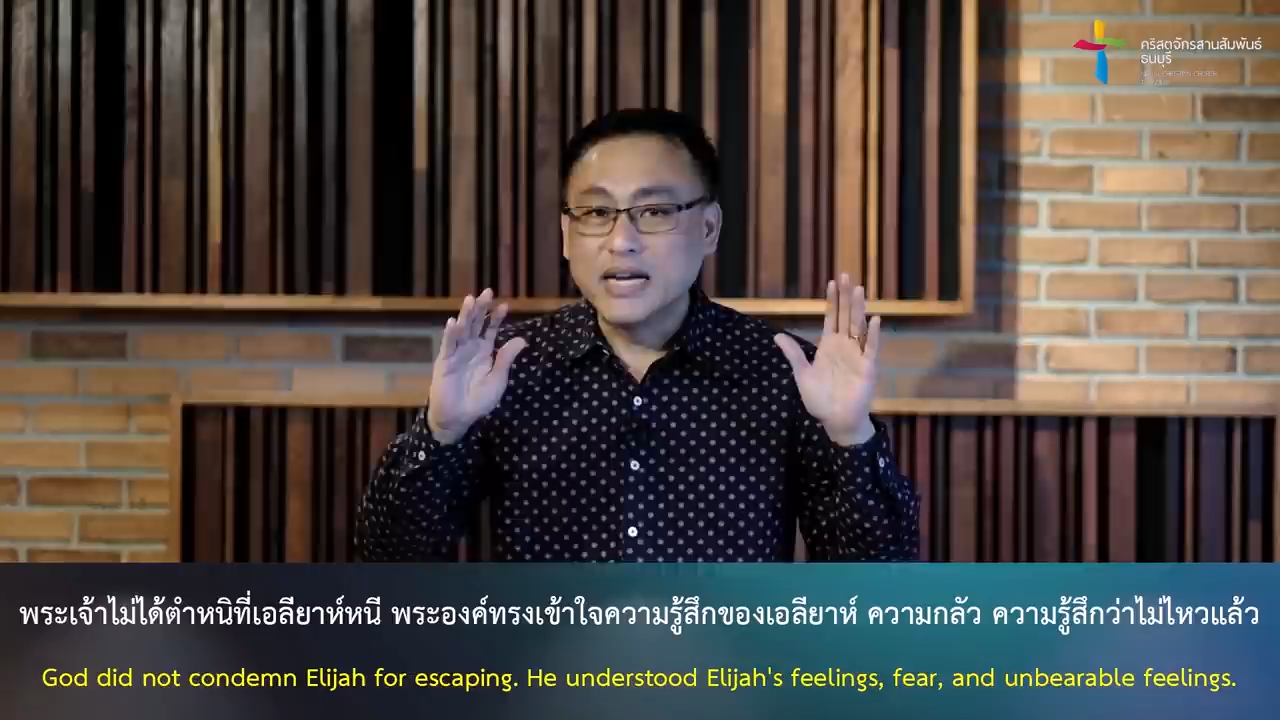 คริสตจักรสานสัมพันธ์
ธนบุรี
พระเจ้าไม่ได้ตำหนิที่เอลียาห์หนี พระองค์ทรงเข้าใจความรู้สึกของเอลียาห์ ความกลัว ความรู้สึกว่าไม่ไหวแล้ว
God did not condemn Elijah for escaping. He understood Elijah's feelings, fear, and unbearable feelings.